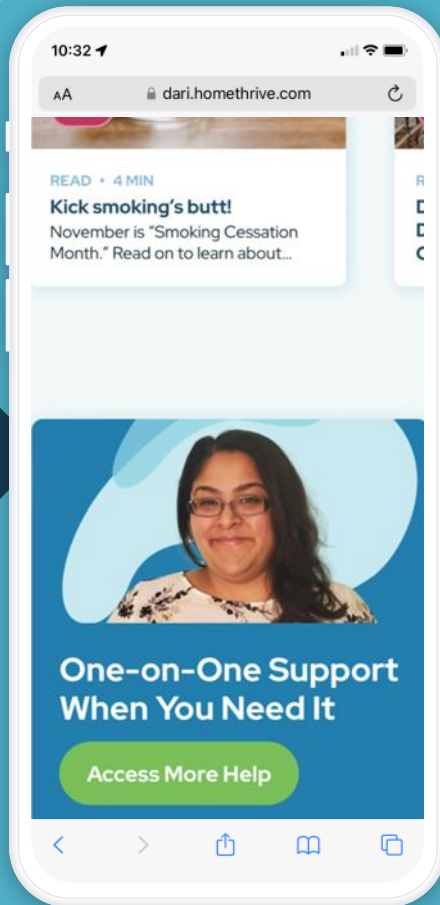 10:32
AA dari.homethrive.com
READ • 4 MIN
Kick smoking's butt!
November is “Smoking Cessation
Month.” Read on to learn about...
One-on-One Support
When You Need It
Access More Help